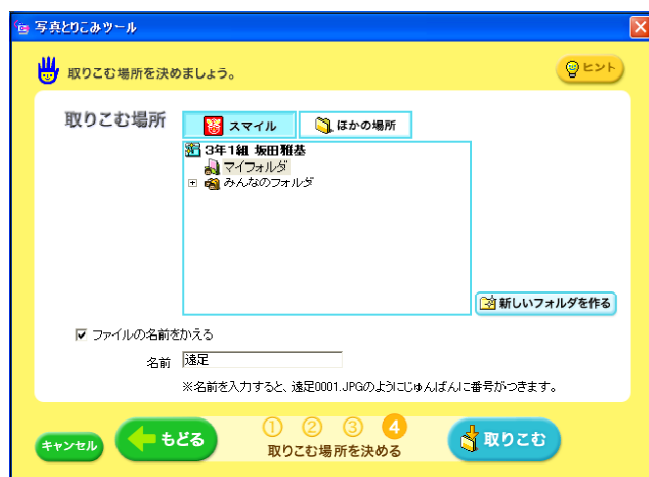 写真とりこみツール
取りこむ場所を決めましょう。
ヒント
取りこむ場所
スマイル
ほかの場所
3年1組 坂田雅基
マイフォルダ
みんなのフォルダ
新しいフォルダを作る
ファイルの名前をかえる
名前 遠足
※名前を入力すると、遠足0001.JPGのようにじゅんばんに番号がつきます。
キャンセル
もどる
① ② ③ ④
取りこむ場所を決める
取りこむ